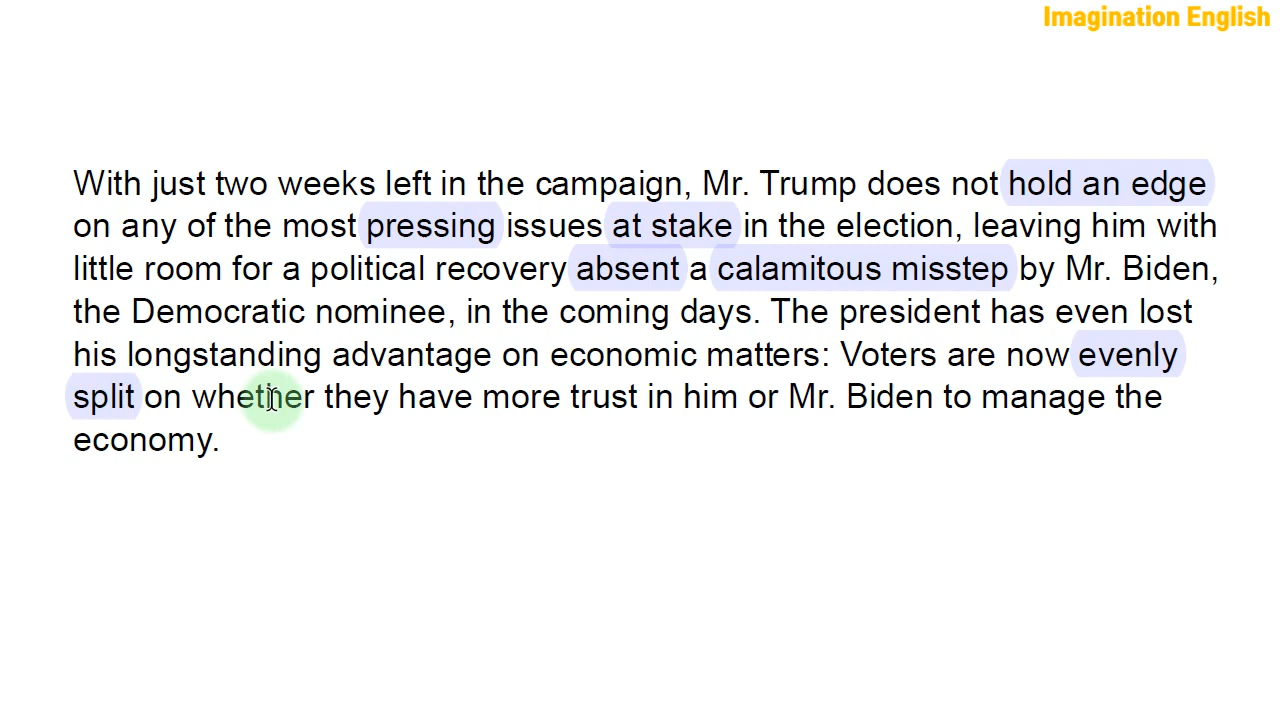 Imagination English
With just two weeks left in the campaign, Mr. Trump does not hold an edge
on any of the most pressing issues at stake in the election, leaving him with
little room for a political recovery absent a calamitous misstep by Mr. Biden,
the Democratic nominee, in the coming days. The president has even lost
his longstanding advantage on economic matters: Voters are now evenly
split on whether they have more trust in him or Mr. Biden to manage the
economy.